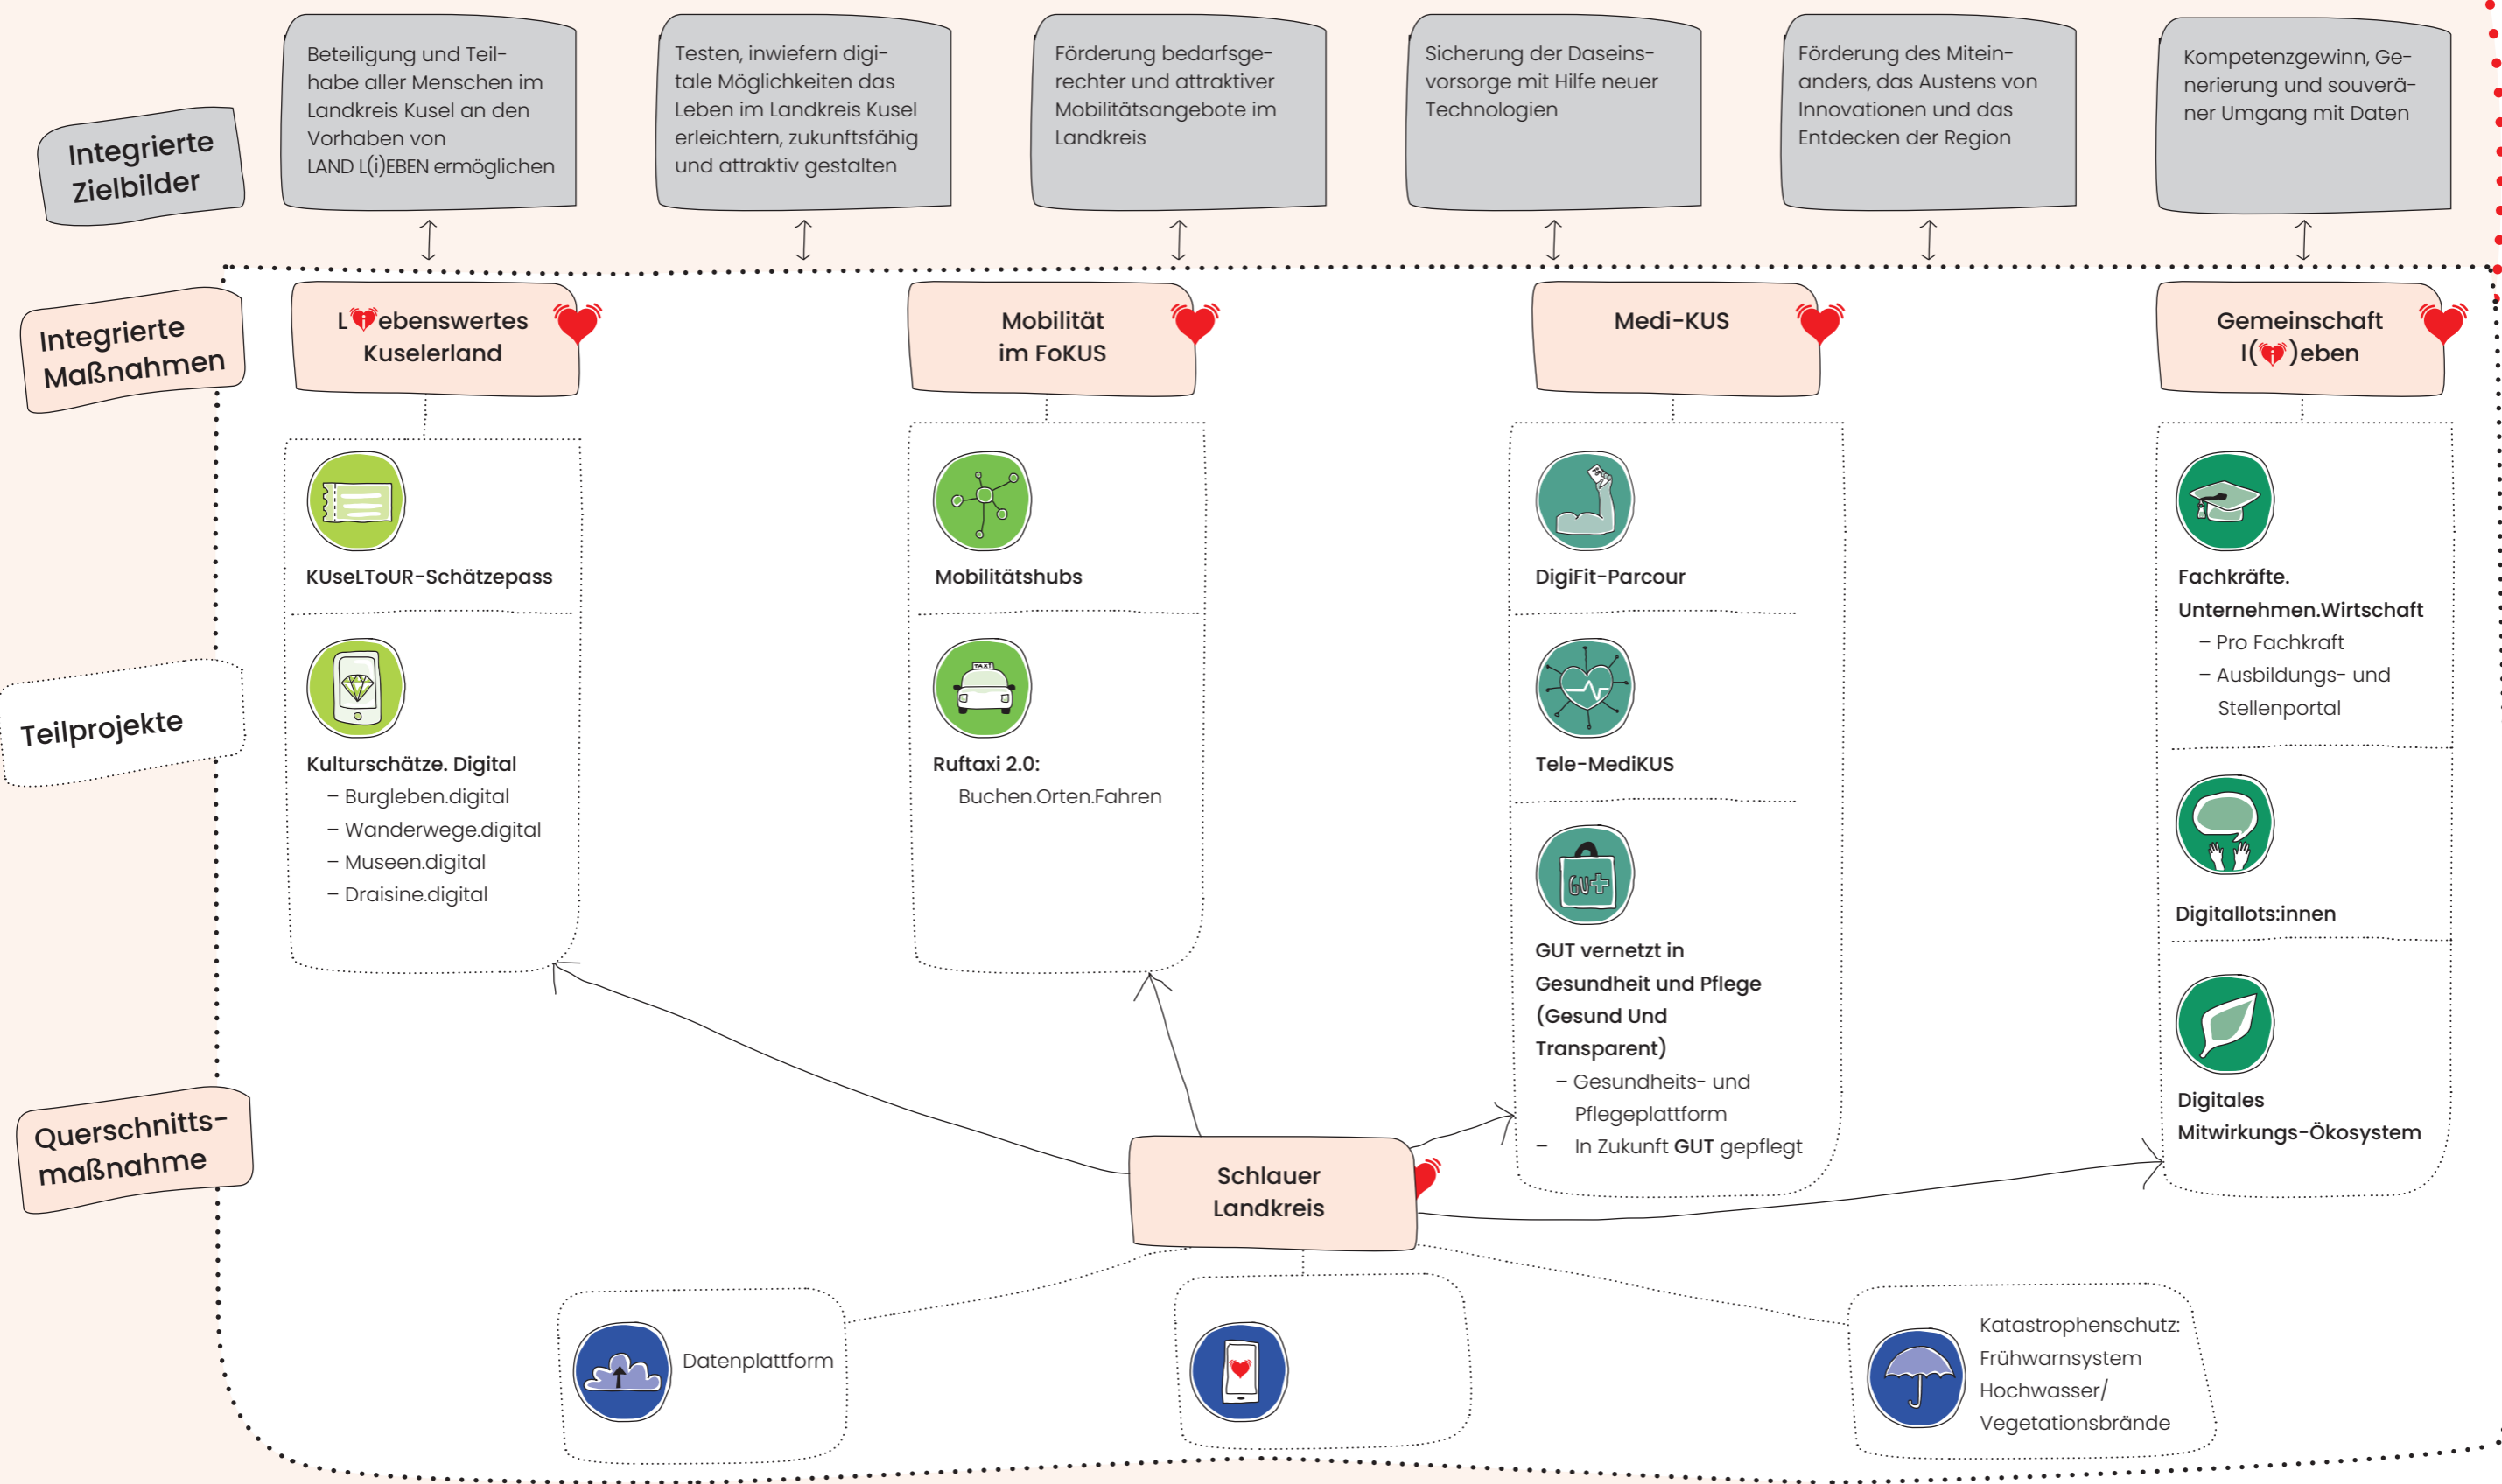 Integrierte
Zielbilder
Beteiligung und Teil-
habe aller Menschen im
Landkreis Kusel an den
Vorhaben von
LAND L(i)EBEN ermöglichen
Testen, inwiefern digi-
tale Möglichkeiten das
Leben im Landkreis Kusel
erleichtern, zukunftsfähig
und attraktiv gestalten
Förderung bedarfsge-
rechter und attraktiver
Mobilitätsangebote im
Landkreis
Sicherung der Daseins-
vorsorge mit Hilfe neuer
Technologien
Förderung des Mitein-
anders, das Austens von
Innovationen und das
Entdecken der Region
Kompetenzgewinn, Ge-
nerierung und souverä-
ner Umgang mit Daten
Integrierte
Maßnahmen
Liebenswertes
Kuselerland
Mobilität
im FoKUS
Medi-KUS
Gemeinschaft
l(i)eben
Teilprojekte
KUseLToUR-Schätzepass
Kulturschätze. Digital
– Burgleben.digital
– Wanderwege.digital
– Museen.digital
– Draisine.digital
Mobilitätshubs
TAXI
Ruftaxi 2.0:
Buchen.Orten.Fahren
DigiFit-Parcour
Tele-MediKUS
GU+
GUT vernetzt in
Gesundheit und Pflege
(Gesund Und
Transparent)
– Gesundheits- und
Pflegeplattform
– In Zukunft GUT gepflegt
Fachkräfte.
Unternehmen.Wirtschaft
– Pro Fachkraft
– Ausbildungs- und
Stellenportal
Digitallots:innen
Digitales
Mitwirkungs-Ökosystem
Querschnitts-
maßnahme
Schlauer
Landkreis
Datenplattform
Katastrophenschutz:
Frühwarnsystem
Hochwasser/
Vegetationsbrände